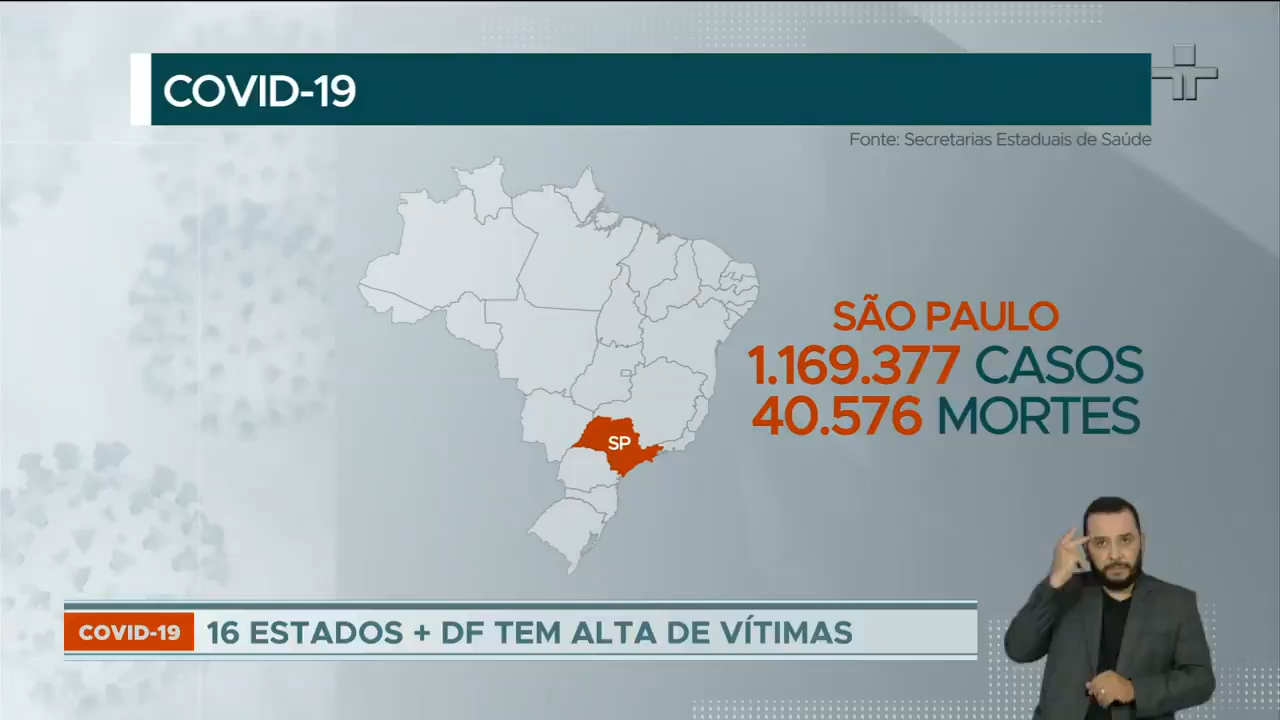 COVID-19
Fonte: Secretarias Estaduais de Saúde
SÃO PAULO
1.169.377 CASOS
40.576 MORTES
SP
COVID-19 16 ESTADOS + DF TEM ALTA DE VÍTIMAS